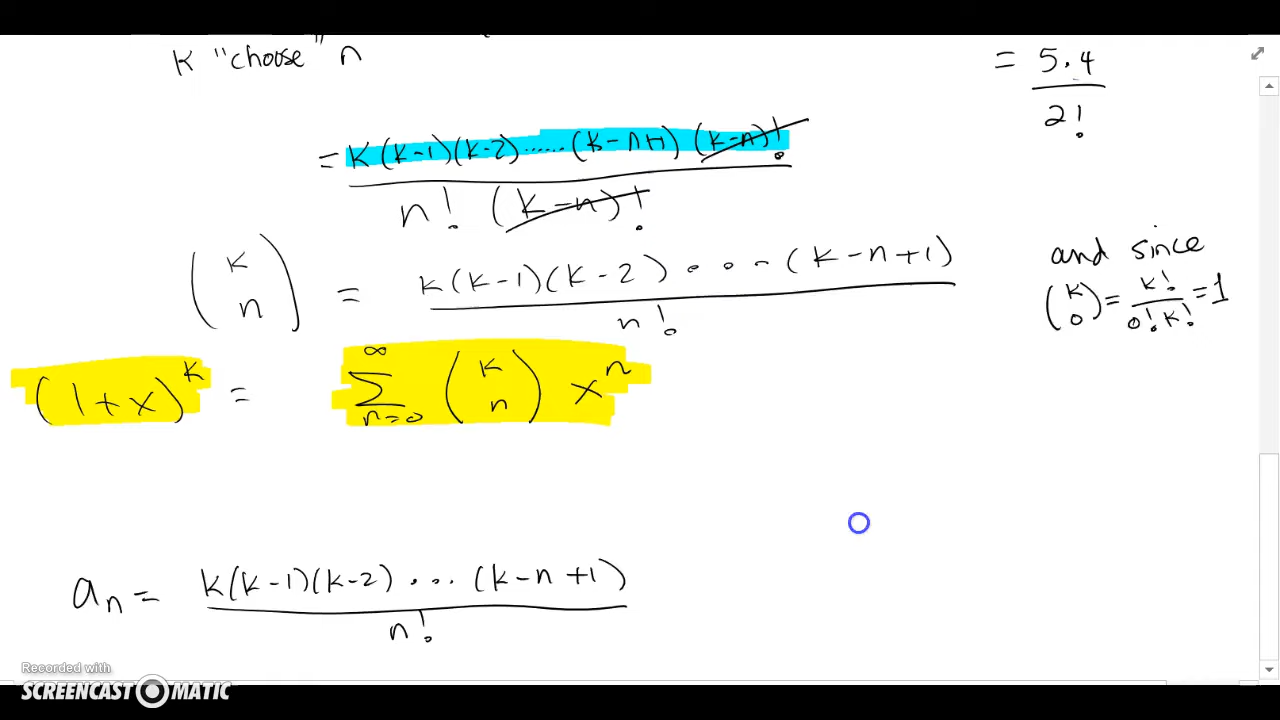 K "choose" n
= 5.4
2!
= K(K-1)(K-2)......(K-n+1)(K-n)!
n! (K-n)!
(K n) = K(K-1)(K-2)...(K-n+1)
n!
and since
(K 0) = K! / 0!K! = 1
(1+x)^K = ∞ Σ n=0 (K n) x^n
a_n = K(K-1)(K-2)...(K-n+1)
n!
Recorded with
SCREENCAST-O-MATIC